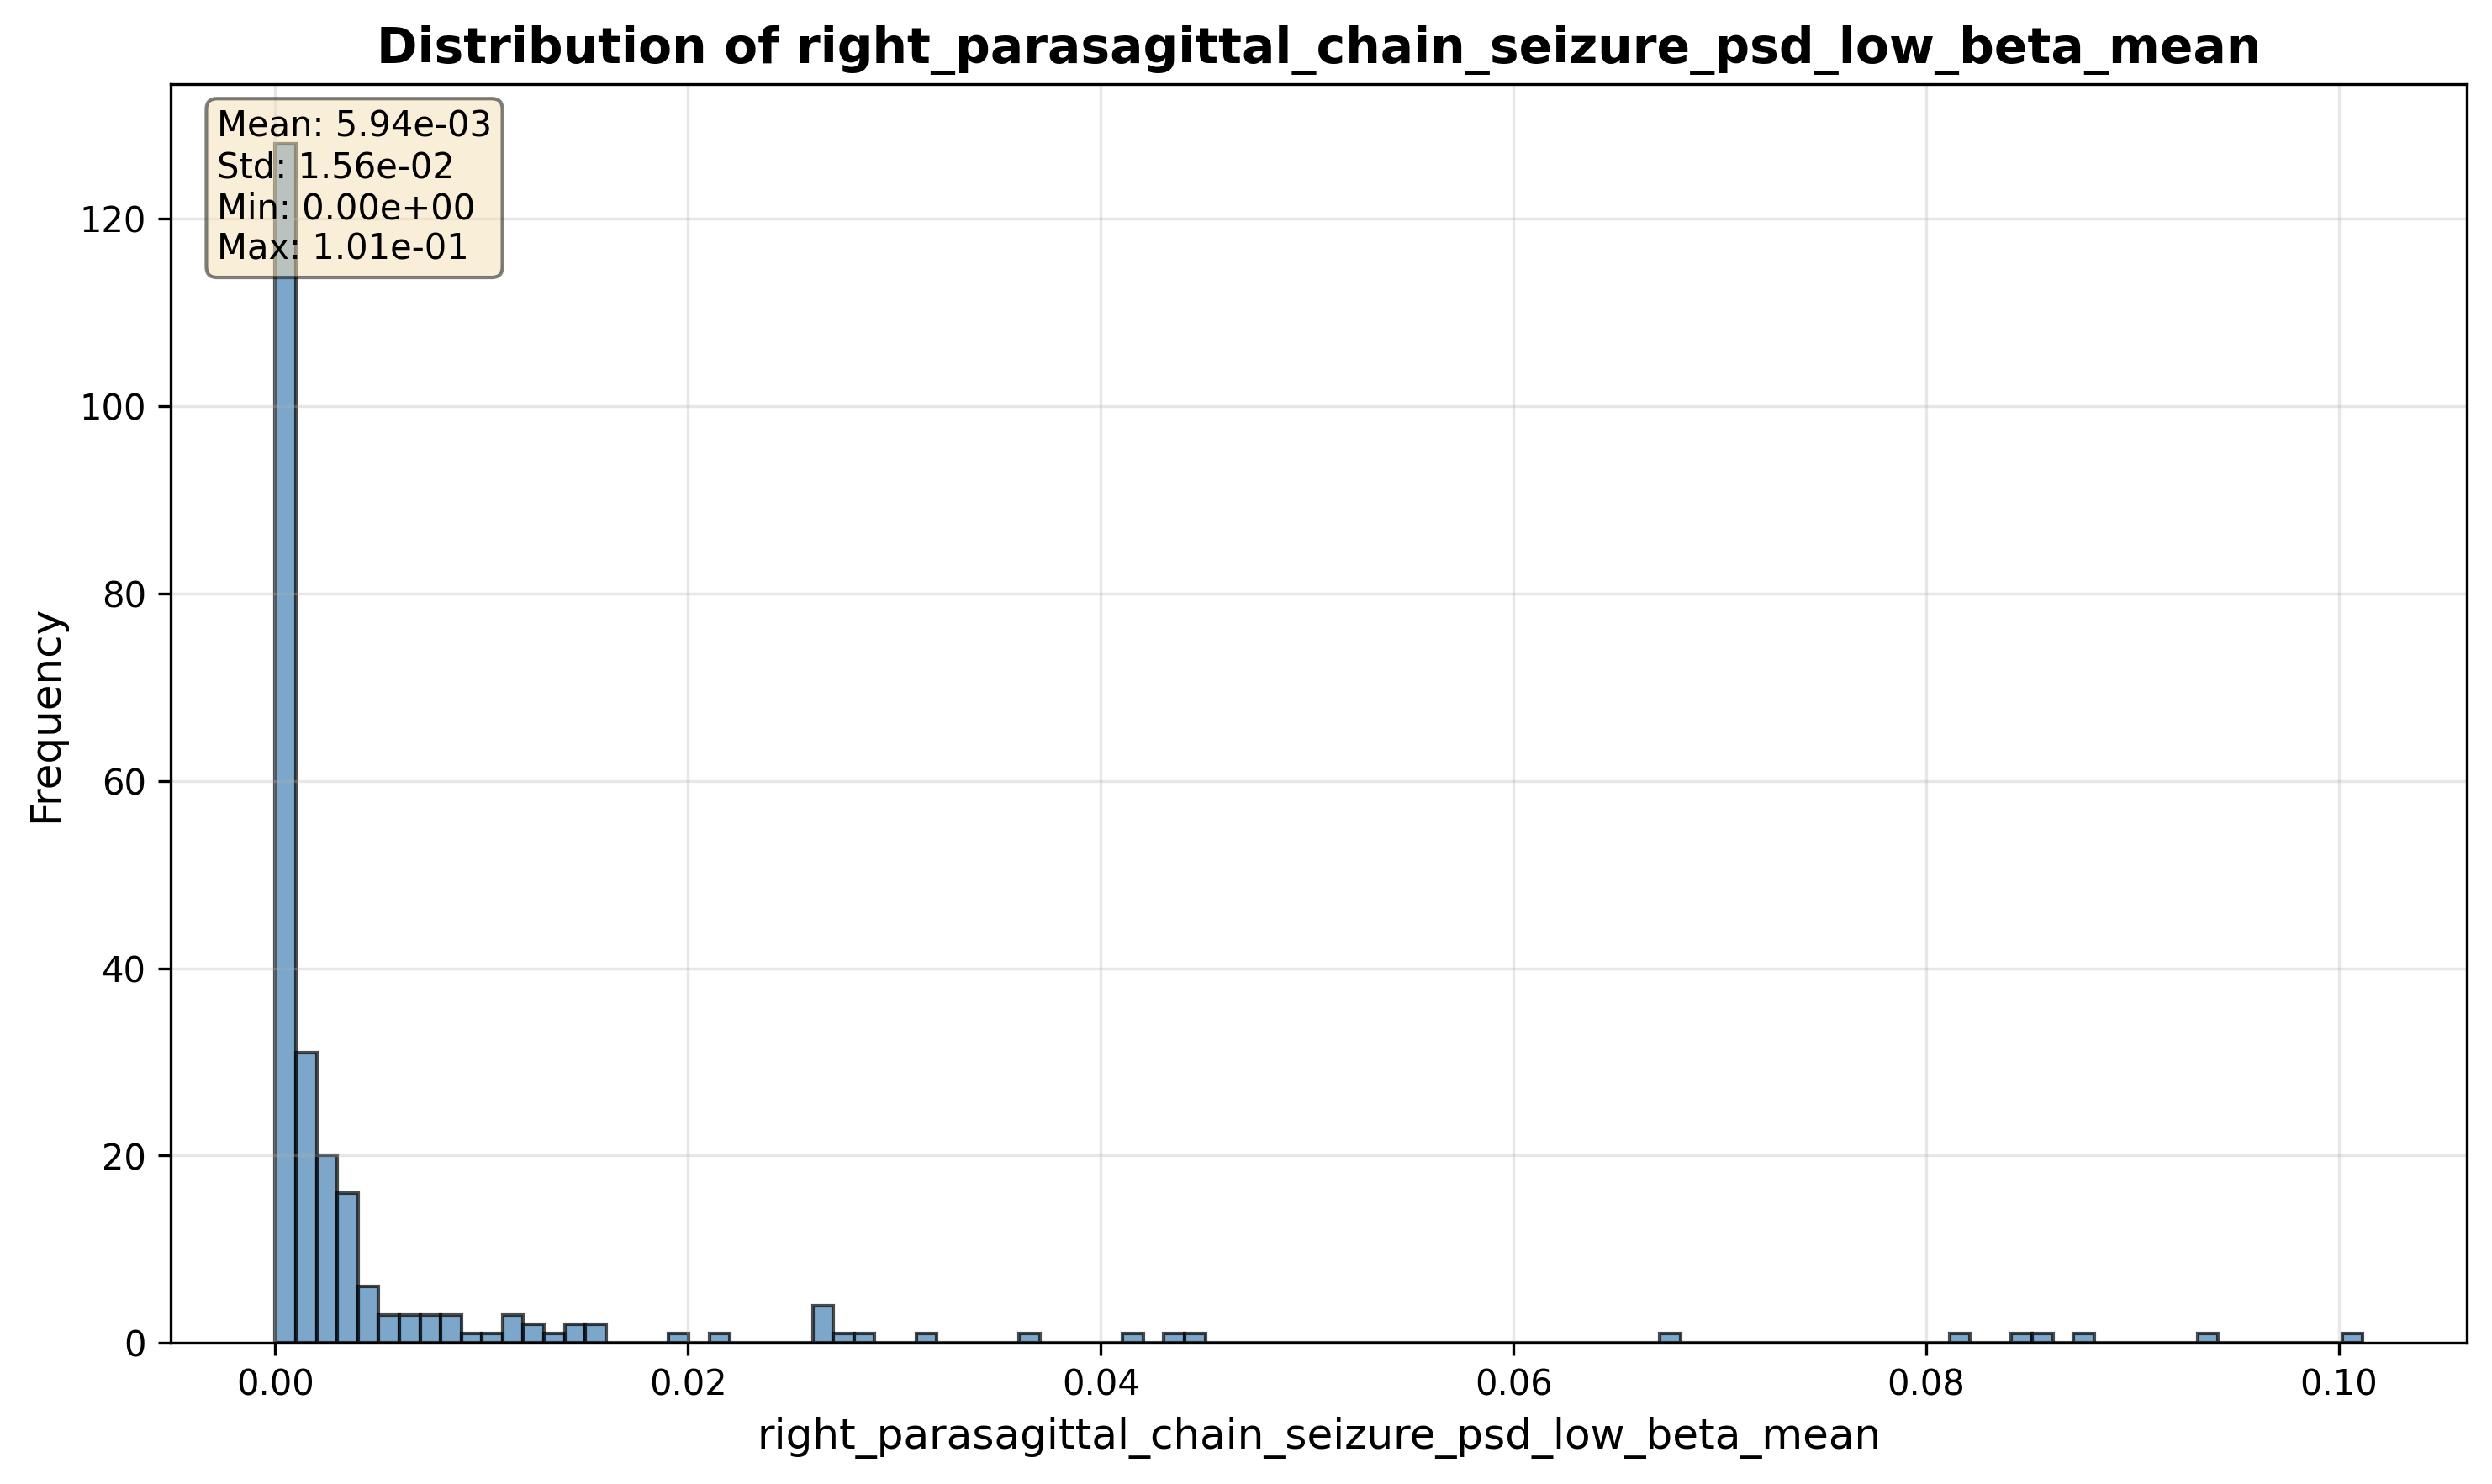 Distribution of right_parasagittal_chain_seizure_psd_low_beta_mean
Mean: 5.94e-03
Std: 1.56e-02
Min: 0.00e+00
Max: 1.01e-01
Frequency
120
100
80
60
40
20
0
0.00 0.02 0.04 0.06 0.08 0.10
right_parasagittal_chain_seizure_psd_low_beta_mean